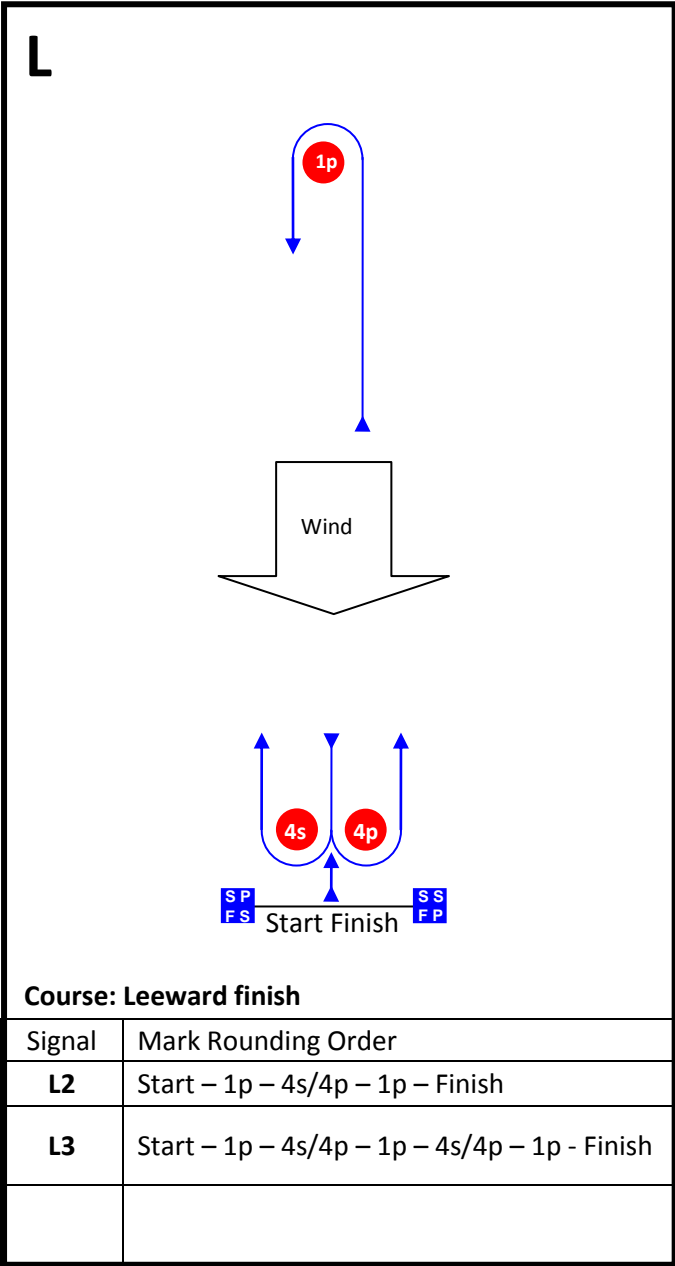 L
1p
Wind
4s 4p
S P S S
F S F P
Start Finish
Course: Leeward finish
Signal Mark Rounding Order
L2 Start – 1p – 4s/4p – 1p – Finish
L3 Start – 1p – 4s/4p – 1p – 4s/4p – 1p - Finish